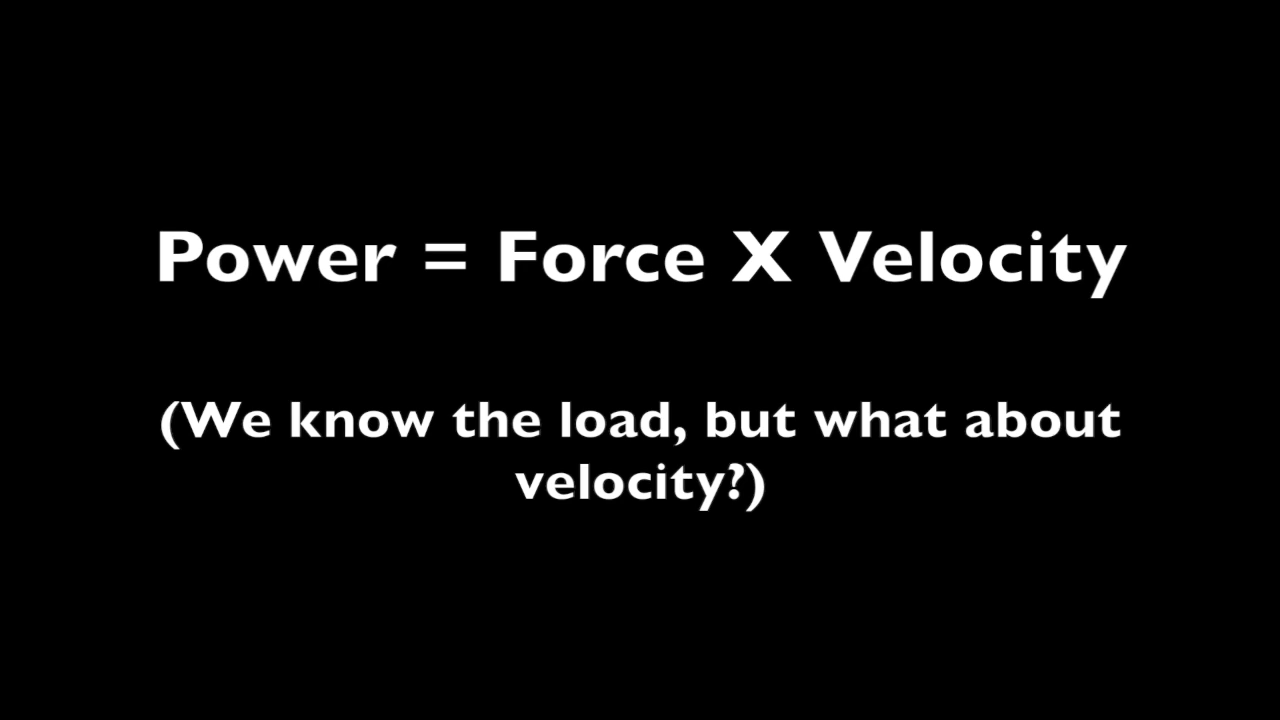 Power = Force X Velocity
(We know the load, but what about
velocity?)